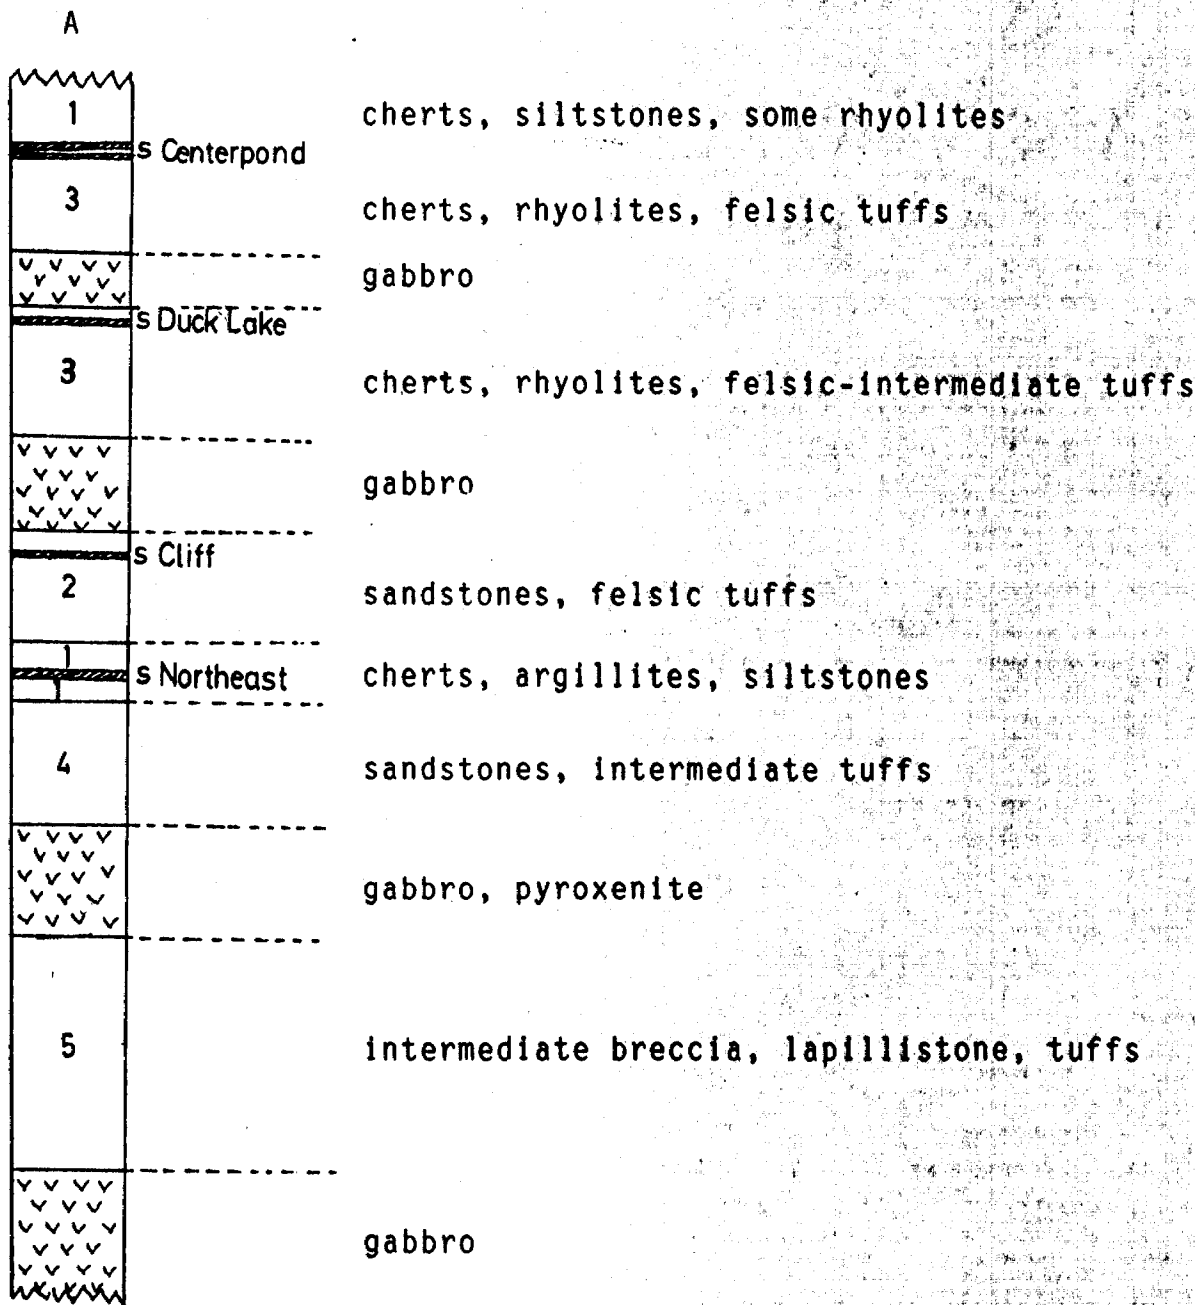 A
1 cherts, siltstones, some rhyolites
s Centerpond
3 cherts, rhyolites, felsic tuffs
gabbro
s Duck Lake
3 cherts, rhyolites, felsic-intermediate tuffs
gabbro
s Cliff
2 sandstones, felsic tuffs
1
s Northeast cherts, argillites, siltstones
1
4 sandstones, intermediate tuffs
gabbro, pyroxenite
5 intermediate breccia, lapillistone, tuffs
gabbro